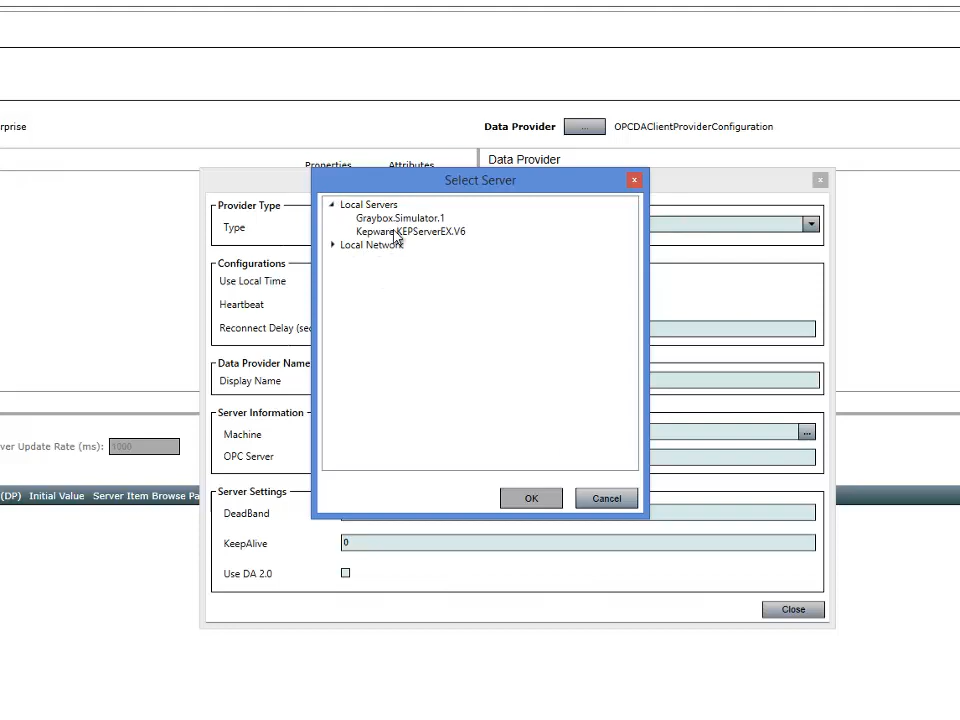 rprise
Data Provider
...
OPCDAClientProviderConfiguration
Properties
Attributes
Data Provider
Select Server
x
x
Local Servers
Graybox.Simulator.1
Kepware.KEPServerEX.V6
Local Network
Provider Type
Type
Configurations
Use Local Time
Heartbeat
Reconnect Delay (sec
Data Provider Name
Display Name
Server Information
Machine
...
OPC Server
ver Update Rate (ms):
1000
(DP)
Initial Value
Server Item Browse Pa
OK
Cancel
Server Settings
DeadBand
KeepAlive
0
Use DA 2.0
Close